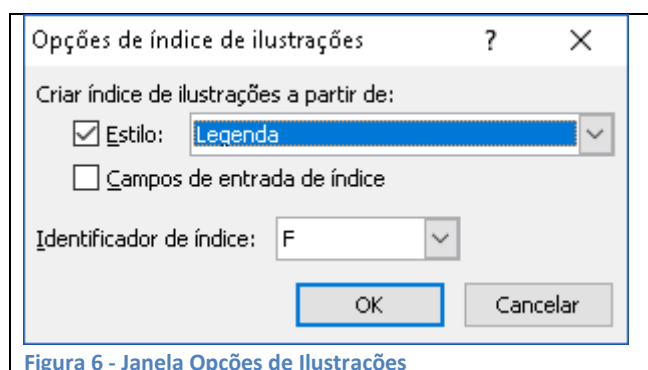 Opções de índice de ilustrações ?
Criar índice de ilustrações a partir de:
Estilo: Legenda
Campos de entrada de índice
Identificador de índice: F
OK Cancelar
Figura 6 - Janela Opções de Ilustrações